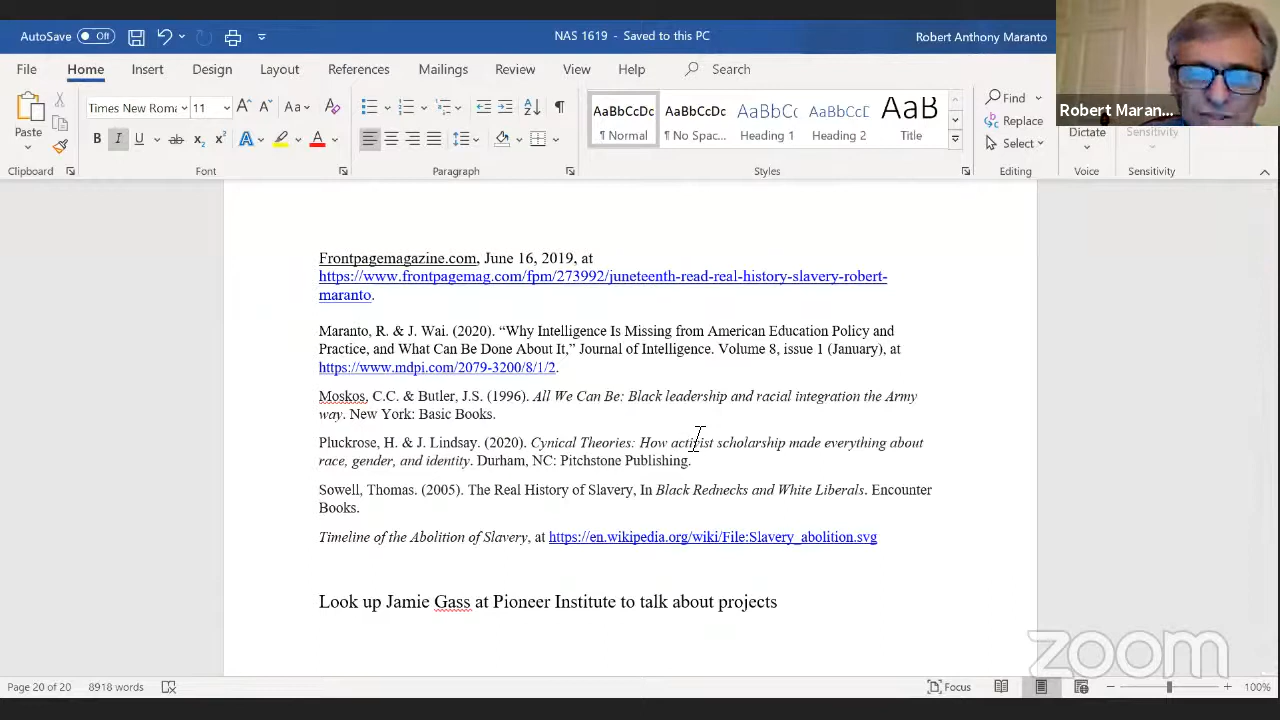 AutoSave Off
NAS 1619 - Saved to this PC
Robert Anthony Maranto
File Home Insert Design Layout References Mailings Review View Help Search
Robert Maran...
Paste
Times New Roma 11
Aa
AaBbCcDc AaBbCcDc AaBbCc AaBbCcD AaB
¶ Normal ¶ No Spac... Heading 1 Heading 2 Title
Find
Replace
Select
Dictate
Sensitivity
Clipboard Font Paragraph Styles Editing Voice Sensitivity
Frontpagemagazine.com, June 16, 2019, at
https://www.frontpagemag.com/fpm/273992/juneteenth-read-real-history-slavery-robert-
maranto.
Maranto, R. & J. Wai. (2020). “Why Intelligence Is Missing from American Education Policy and
Practice, and What Can Be Done About It,” Journal of Intelligence. Volume 8, issue 1 (January), at
https://www.mdpi.com/2079-3200/8/1/2.
Moskos, C.C. & Butler, J.S. (1996). All We Can Be: Black leadership and racial integration the Army
way. New York: Basic Books.
Pluckrose, H. & J. Lindsay. (2020). Cynical Theories: How activist scholarship made everything about
race, gender, and identity. Durham, NC: Pitchstone Publishing.
Sowell, Thomas. (2005). The Real History of Slavery, In Black Rednecks and White Liberals. Encounter
Books.
Timeline of the Abolition of Slavery, at https://en.wikipedia.org/wiki/File:Slavery_abolition.svg
Look up Jamie Gass at Pioneer Institute to talk about projects
zoom
Page 20 of 20 8918 words
Focus
100%